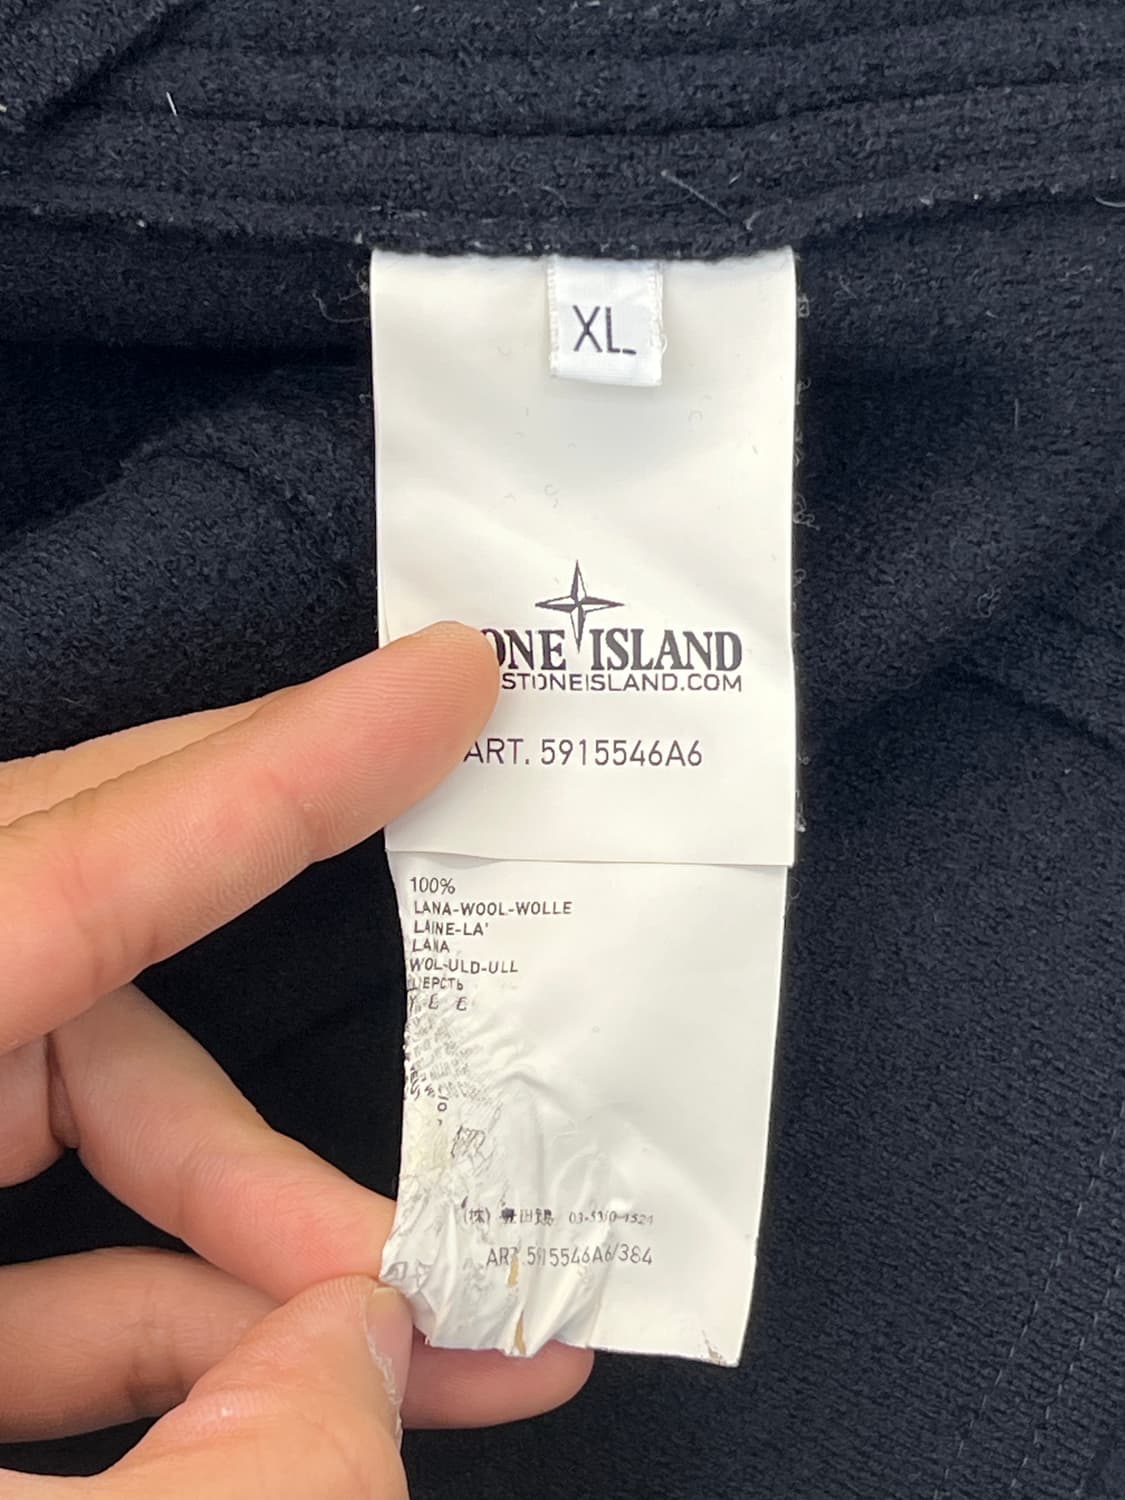 XL
ONE ISLAND
STONEISLAND.COM
ART. 5915546A6
100%
LANA-WOOL-WOLLE
LAINE-LA'
LANA
WOL-ULD-ULL
ШЕРСТЬ
(株)
ART.5915546A6/384